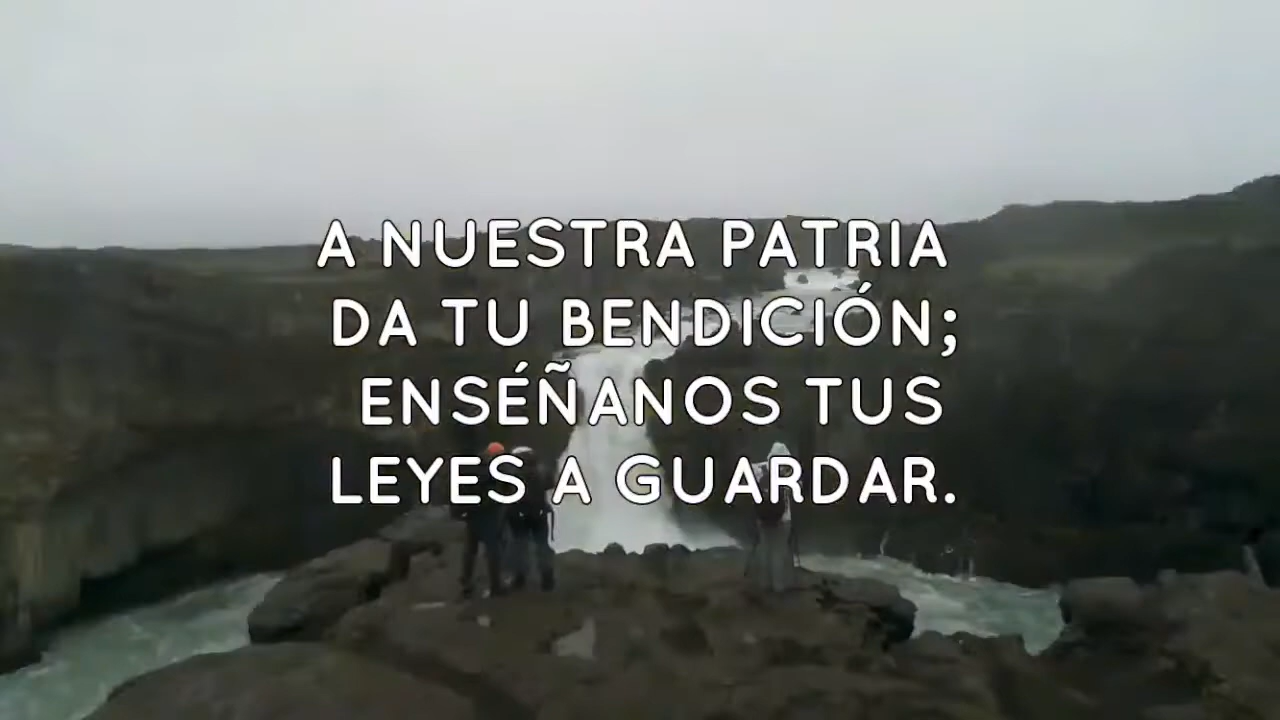 A NUESTRA PATRIA
DA TU BENDICIÓN;
ENSÉÑANOS TUS
LEYES A GUARDAR.